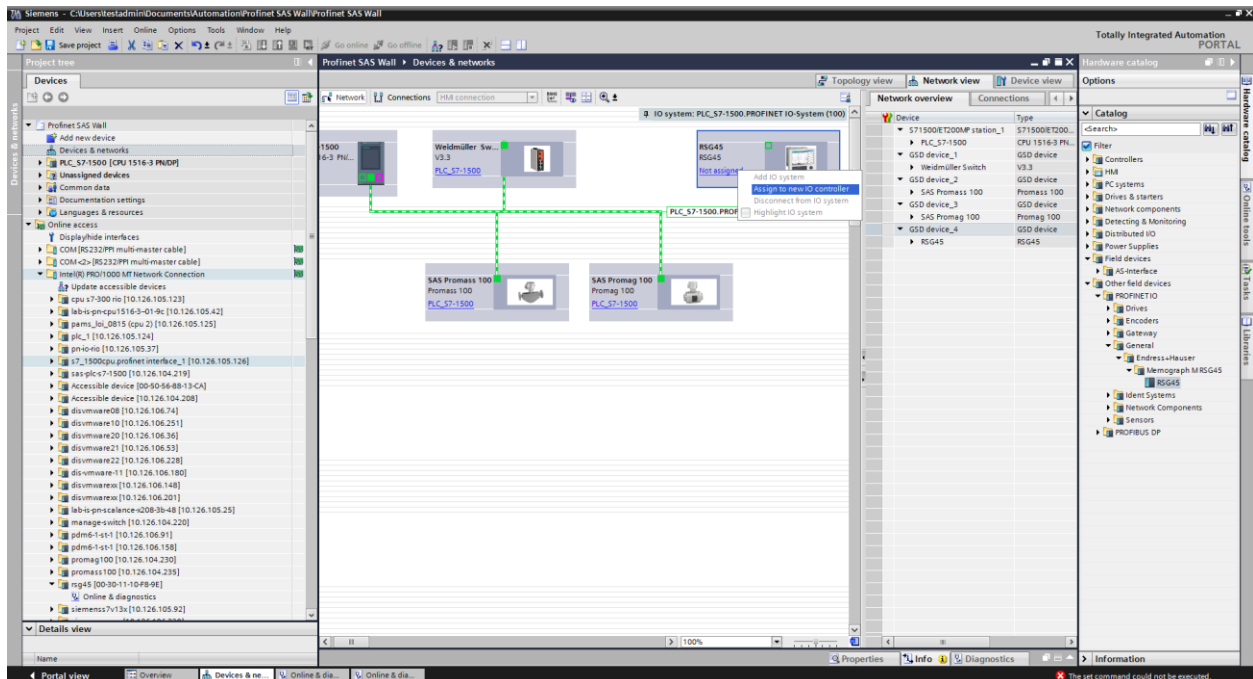 Siemens - C:\Users\testadmin\Documents\Automation\Profinet SAS Wall\Profinet SAS Wall
Project Edit View Insert Online Options Tools Window Help
Totally Integrated Automation
PORTAL
Save project
Go online
Go offline
Project tree
Profinet SAS Wall
Devices & networks
Hardware catalog
Devices
Topology view
Network view
Device view
Options
Network
Connections
HMI connection
Network overview
Connections
IO system: PLC_S7-1500.PROFINET IO-System (100)
Devices & networks
Profinet SAS Wall
Add new device
Devices & networks
PLC_S7-1500 [CPU 1516-3 PN/DP]
Unassigned devices
Common data
Documentation settings
Languages & resources
Online access
Display/hide interfaces
COM [RS232/PPI multi-master cable]
COM <2> [RS232/PPI multi-master cable]
Intel(R) PRO/1000 MT Network Connection
Update accessible devices
cpu s7-300 rio [10.126.105.123]
lab-is-pn-cpu1516-3-01-9c [10.126.105.42]
pams_loi_0815 (cpu 2) [10.126.105.125]
plc_1 [10.126.105.124]
pn-io-rio [10.126.105.37]
s7_1500cpu.profinet interface_1 [10.126.105.126]
sas-plc-s7-1500 [10.126.104.219]
Accessible device [00-50-56-8B-13-CA]
Accessible device [10.126.104.208]
disvmware08 [10.126.106.74]
disvmware10 [10.126.106.251]
disvmware20 [10.126.106.36]
disvmware21 [10.126.106.53]
disvmware22 [10.126.106.228]
dis-vmware-11 [10.126.106.180]
disvmwarexx [10.126.106.148]
disvmwarexx [10.126.106.201]
lab-is-pn-scalance-x208-3b-48 [10.126.105.25]
manage-switch [10.126.104.220]
pdm6-1-st-1 [10.126.106.91]
pdm6-1-st-1 [10.126.106.158]
promag100 [10.126.104.230]
promass100 [10.126.104.235]
rsg45 [00-30-11-10-F8-9E]
Online & diagnostics
siemenss7v13x [10.126.105.92]
Details view
Name
1500
16-3 PN/...
Weidmüller Sw...
V3.3
PLC_S7-1500
RSG45
RSG45
Not assigned
Add IO system
Assign to new IO controller
Disconnect from IO system
Highlight IO system
PLC_S7-1500.PROF
SAS Promass 100
Promass 100
PLC_S7-1500
SAS Promag 100
Promag 100
PLC_S7-1500
100%
Device
Type
S71500/ET200MP station_1
S71500/ET200...
PLC_S7-1500
CPU 1516-3 PN...
GSD device_1
GSD device
Weidmüller Switch
V3.3
GSD device_2
GSD device
SAS Promass 100
Promass 100
GSD device_3
GSD device
SAS Promag 100
Promag 100
GSD device_4
GSD device
RSG45
RSG45
Catalog
<Search>
Filter
Controllers
HMI
PC systems
Drives & starters
Network components
Detecting & Monitoring
Distributed I/O
Power Supplies
Field devices
AS-Interface
Other field devices
PROFINET IO
Drives
Encoders
Gateway
General
Endress+Hauser
Memograph M RSG45
RSG45
Ident Systems
Network Components
Sensors
PROFIBUS DP
Hardware catalog
Online tools
Tasks
Libraries
Properties
Info
Diagnostics
Information
Portal view
Overview
Devices & ne...
Online & dia...
Online & dia...
The set command could not be executed.